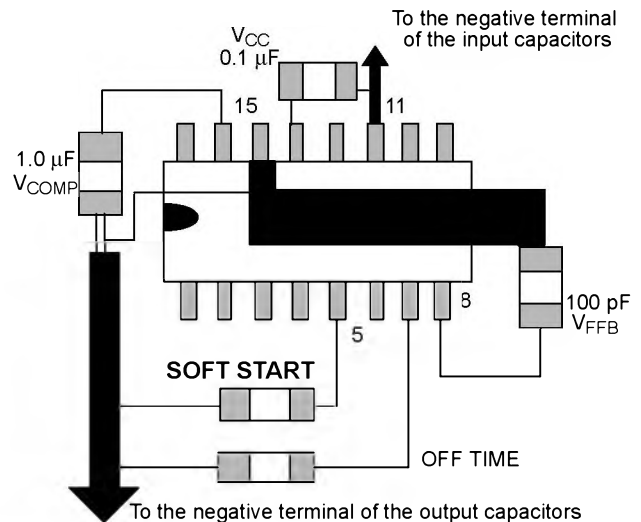 To the negative terminal
of the input capacitors
VCC
0.1 μF
15
11
1.0 μF
VCOMP
8
100 pF
VFFB
5
SOFT START
OFF TIME
To the negative terminal of the output capacitors